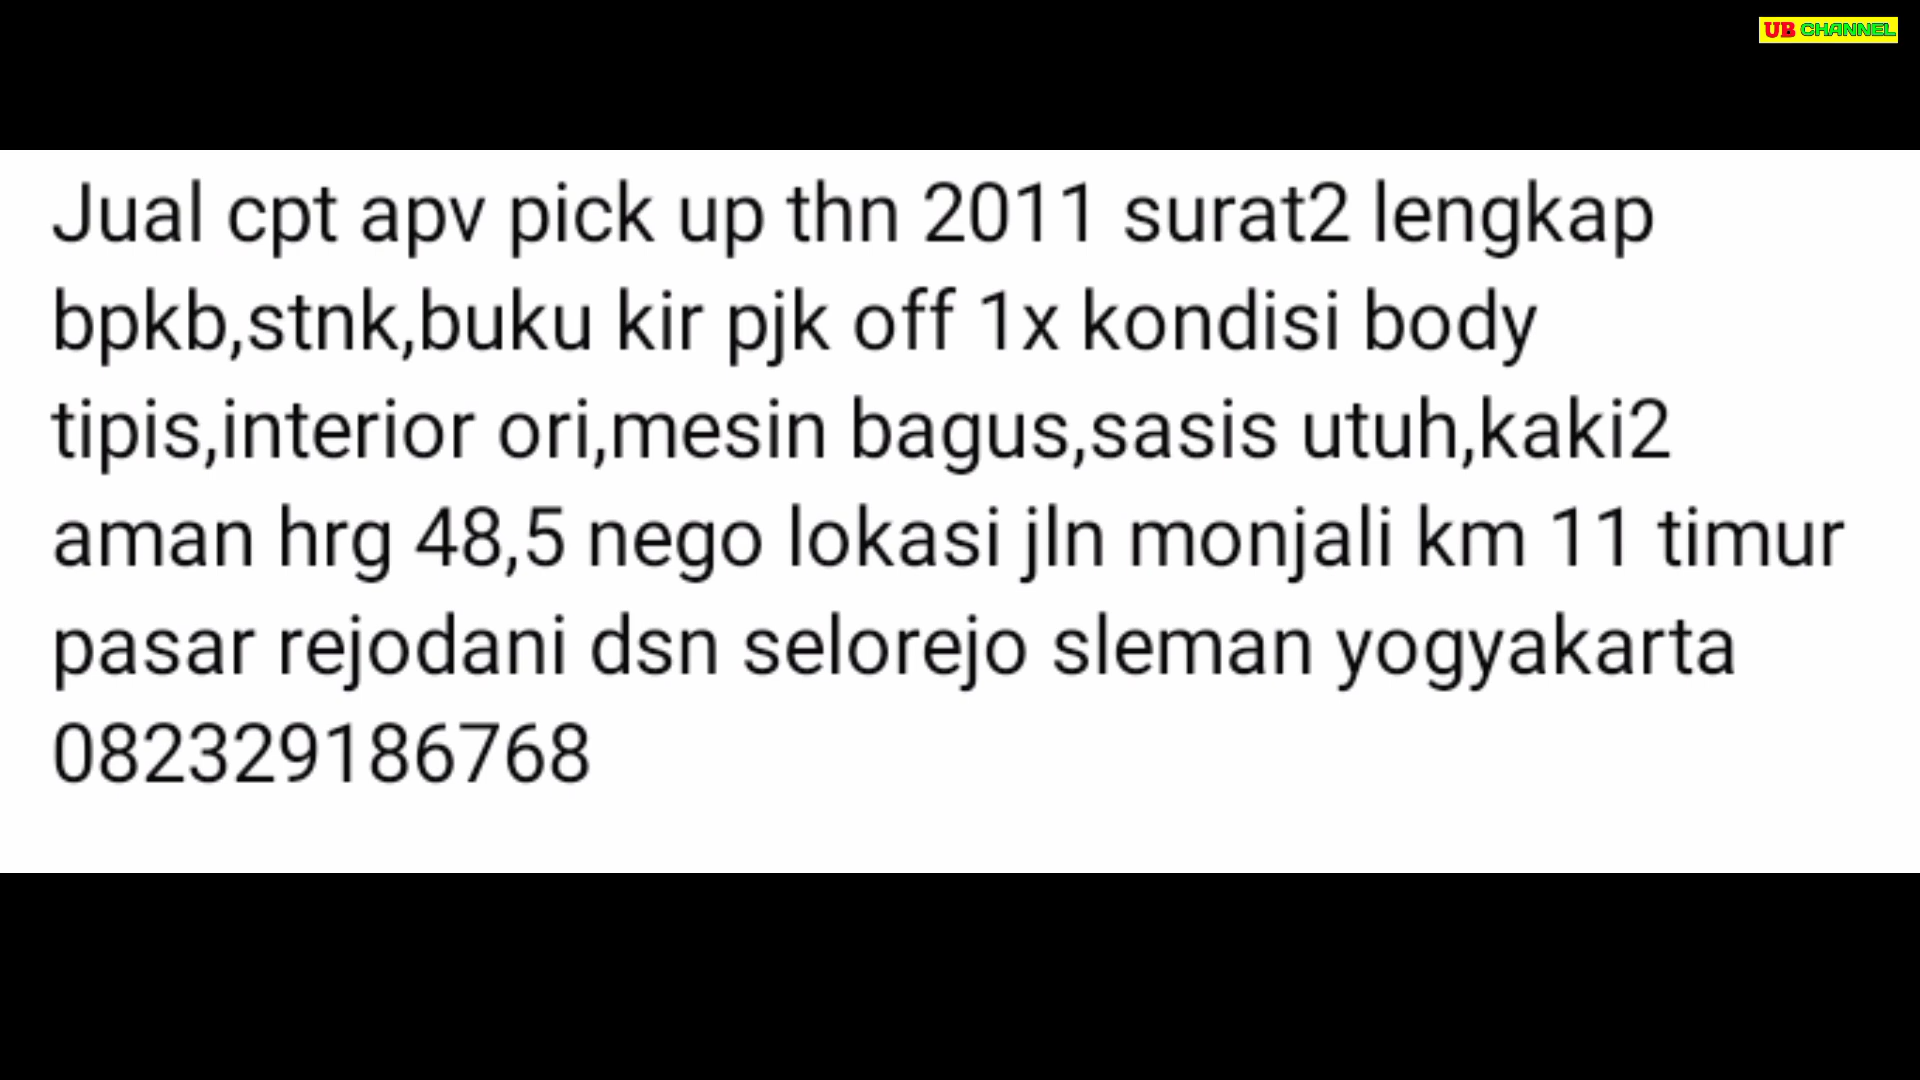 UB CHANNEL
Jual cpt apv pick up thn 2011 surat2 lengkap
bpkb,stnk,buku kir pjk off 1x kondisi body
tipis,interior ori,mesin bagus,sasis utuh,kaki2
aman hrg 48,5 nego lokasi jln monjali km 11 timur
pasar rejodani dsn selorejo sleman yogyakarta
082329186768